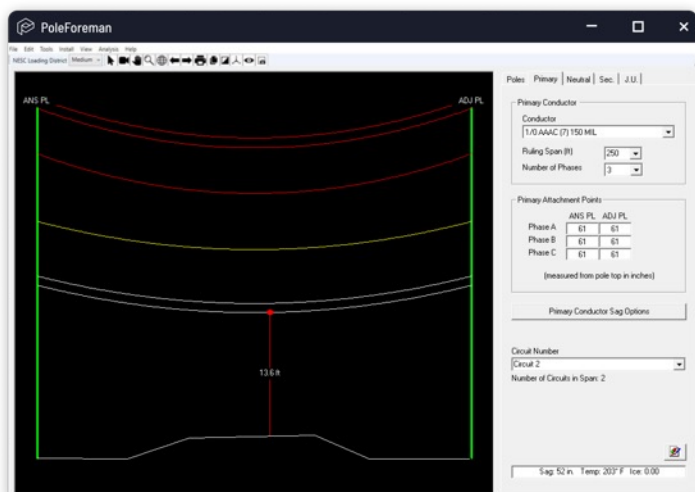 PoleForeman
File Edit Tools Install View Analysis Help
NESC Loading District Medium
ANS PL
ADJ PL
13.6 ft
Poles Primary Neutral Sec. J.U.
Primary Conductor
Conductor
1/0 AAAC (7) 150 MIL
Ruling Span (ft) 250
Number of Phases 3
Primary Attachment Points
ANS PL ADJ PL
Phase A 61 61
Phase B 61 61
Phase C 61 61
(measured from pole top in inches)
Primary Conductor Sag Options
Circuit Number
Circuit 2
Number of Circuits in Span: 2
Sag: 52 in. Temp: 203° F Ice: 0.00